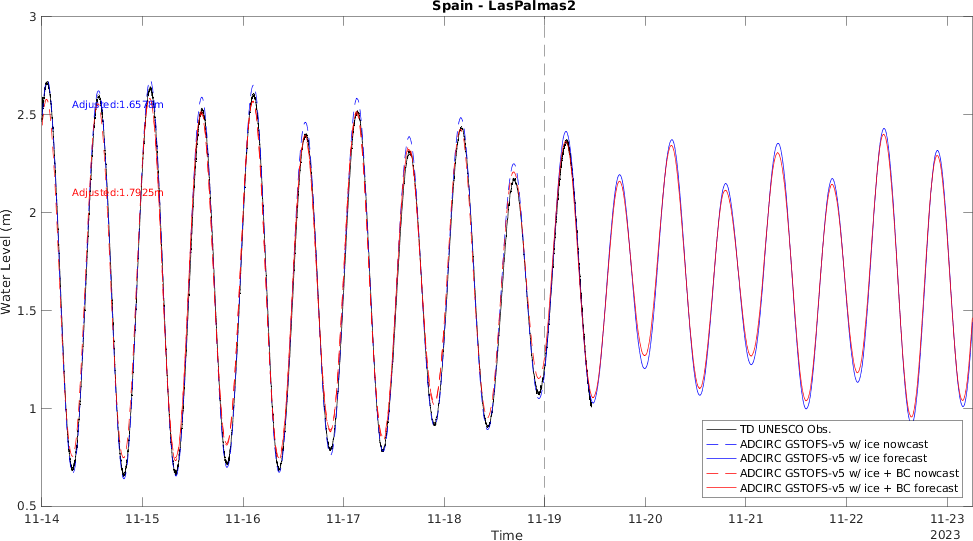 Spain - LasPalmas2
3
2.5
2
1.5
1
0.5
Water Level (m)
Adjusted:1.6578m
Adjusted:1.7925m
TD UNESCO Obs.
ADCIRC GSTOFS-v5 w/ ice nowcast
ADCIRC GSTOFS-v5 w/ ice forecast
ADCIRC GSTOFS-v5 w/ ice + BC nowcast
ADCIRC GSTOFS-v5 w/ ice + BC forecast
11-14 11-15 11-16 11-17 11-18 11-19 11-20 11-21 11-22 11-23
Time
2023